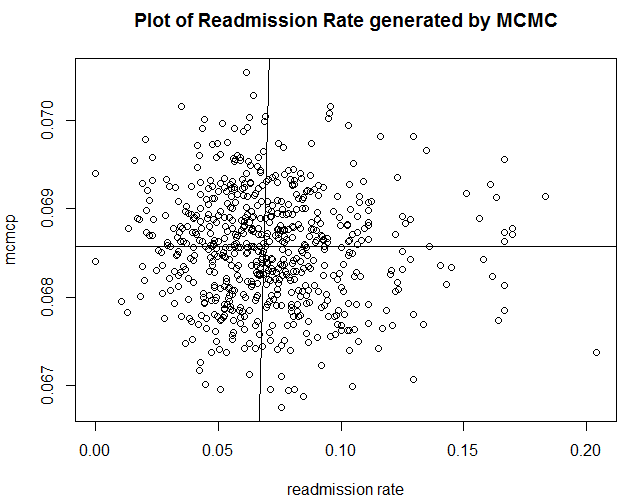 Plot of Readmission Rate generated by MCMC
mcmcp
0.070
0.069
0.068
0.067
0.00 0.05 0.10 0.15 0.20
readmission rate